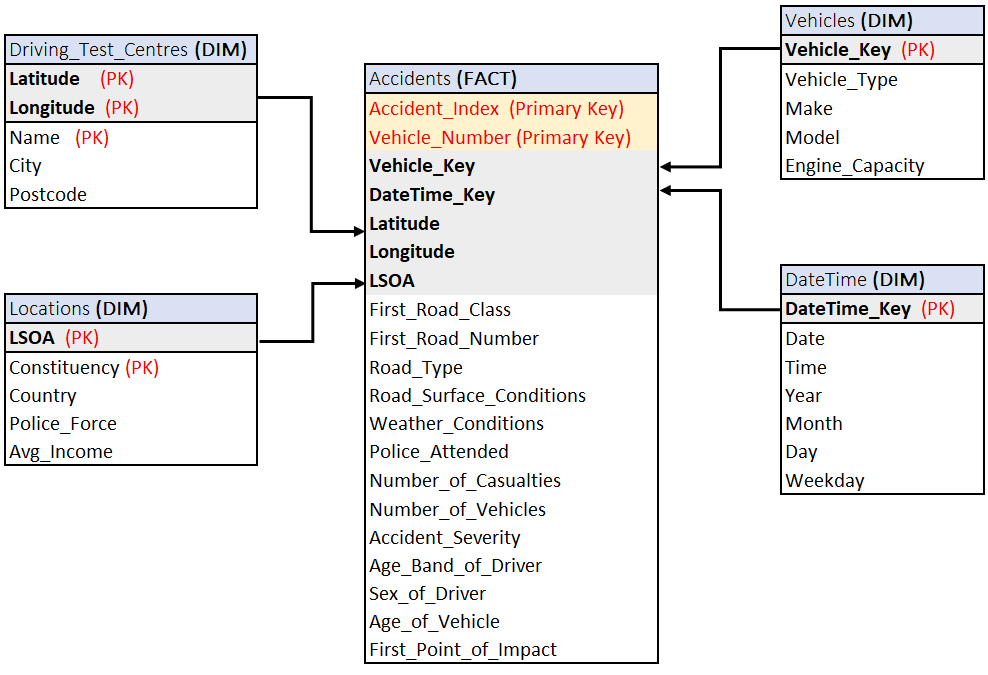 Driving_Test_Centres (DIM)
Latitude (PK)
Longitude (PK)
Name (PK)
City
Postcode
Locations (DIM)
LSOA (PK)
Constituency (PK)
Country
Police_Force
Avg_Income
Accidents (FACT)
Accident_Index (Primary Key)
Vehicle_Number (Primary Key)
Vehicle_Key
DateTime_Key
Latitude
Longitude
LSOA
First_Road_Class
First_Road_Number
Road_Type
Road_Surface_Conditions
Weather_Conditions
Police_Attended
Number_of_Casualties
Number_of_Vehicles
Accident_Severity
Age_Band_of_Driver
Sex_of_Driver
Age_of_Vehicle
First_Point_of_Impact
Vehicles (DIM)
Vehicle_Key (PK)
Vehicle_Type
Make
Model
Engine_Capacity
DateTime (DIM)
DateTime_Key (PK)
Date
Time
Year
Month
Day
Weekday